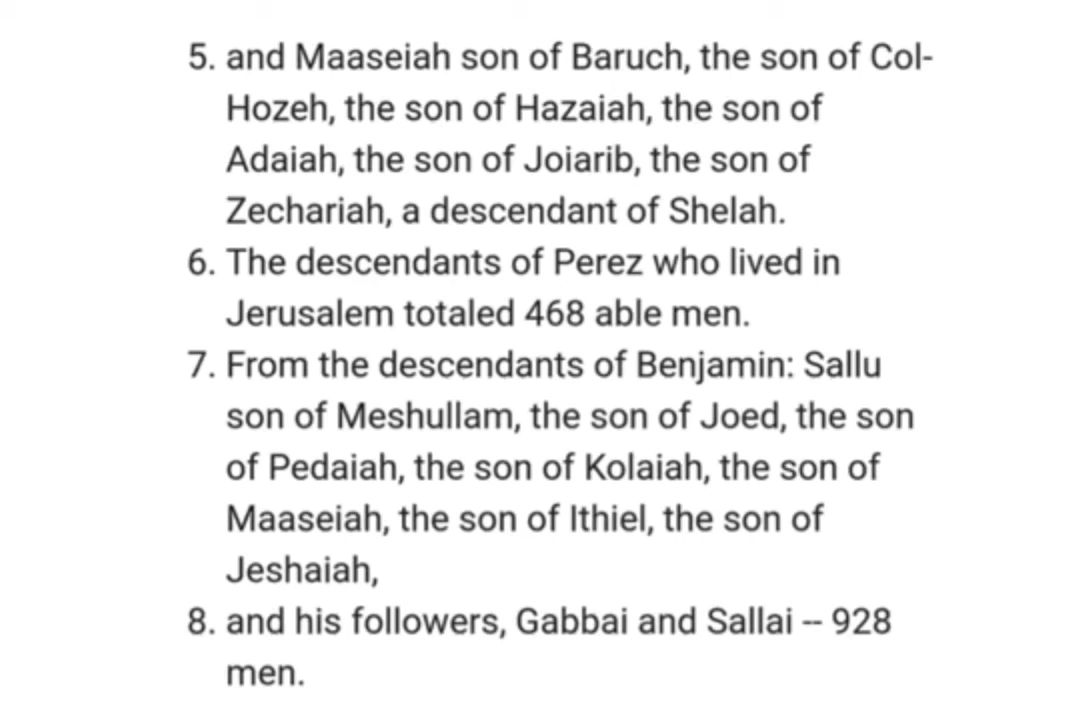 5. and Maaseiah son of Baruch, the son of Col-
Hozeh, the son of Hazaiah, the son of
Adaiah, the son of Joiarib, the son of
Zechariah, a descendant of Shelah.
6. The descendants of Perez who lived in
Jerusalem totaled 468 able men.
7. From the descendants of Benjamin: Sallu
son of Meshullam, the son of Joed, the son
of Pedaiah, the son of Kolaiah, the son of
Maaseiah, the son of Ithiel, the son of
Jeshaiah,
8. and his followers, Gabbai and Sallai -- 928
men.